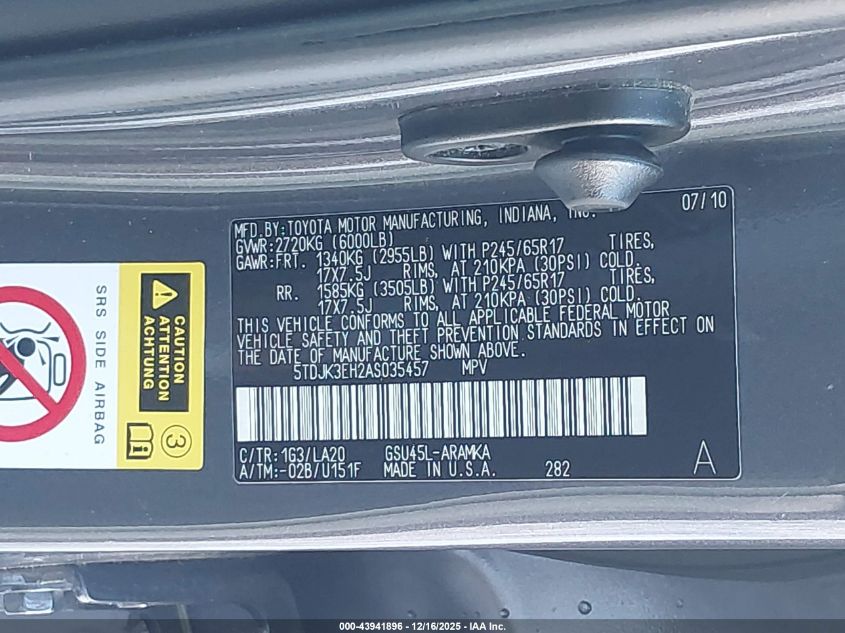 07/10
MFD.BY:TOYOTA MOTOR MANUFACTURING, INDIANA, INC.
GVWR:2720KG (6000LB)
GAWR:FRT. 1340KG (2955LB) WITH P245/65R17 TIRES,
17X7.5J RIMS, AT 210KPA (30PSI) COLD.
RR. 1585KG (3505LB) WITH P245/65R17 TIRES,
17X7.5J RIMS, AT 210KPA (30PSI) COLD.
THIS VEHICLE CONFORMS TO ALL APPLICABLE FEDERAL MOTOR
VEHICLE SAFETY AND THEFT PREVENTION STANDARDS IN EFFECT ON
THE DATE OF MANUFACTURE SHOWN ABOVE.
5TDJK3EH2AS035457 MPV
C/TR:1G3/LA20 GSU45L-ARAMKA
A/TM:-02B/U151F MADE IN U.S.A. 282
A
CAUTION
ATTENTION
ACHTUNG
SRS SIDE AIRBAG
3
000-43941896 - 12/16/2025 - IAA Inc.